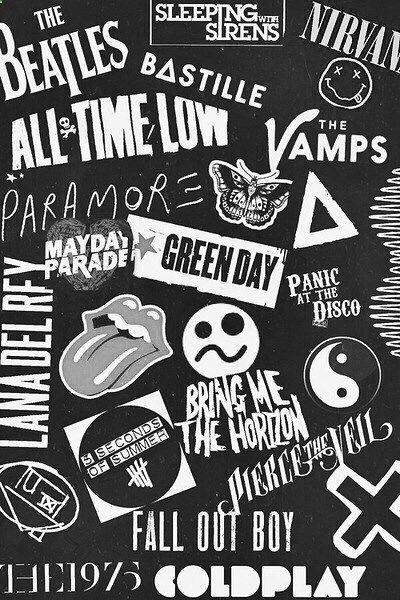 THE
BEATLES
SLEEPING WITH
SIRENS
NIRVAN
BASTILLE
ALL TIME LOW
THE
VAMPS
PARAMORE
MAYDAY
PARADE
GREEN DAY
PANIC
AT THE
DISCO
LANA DEL REY
BRING ME
THE HORIZON
5 SECONDS
OF SUMMER
PIERCE THE VEIL
FALL OUT BOY
THE 1975
COLDPLAY